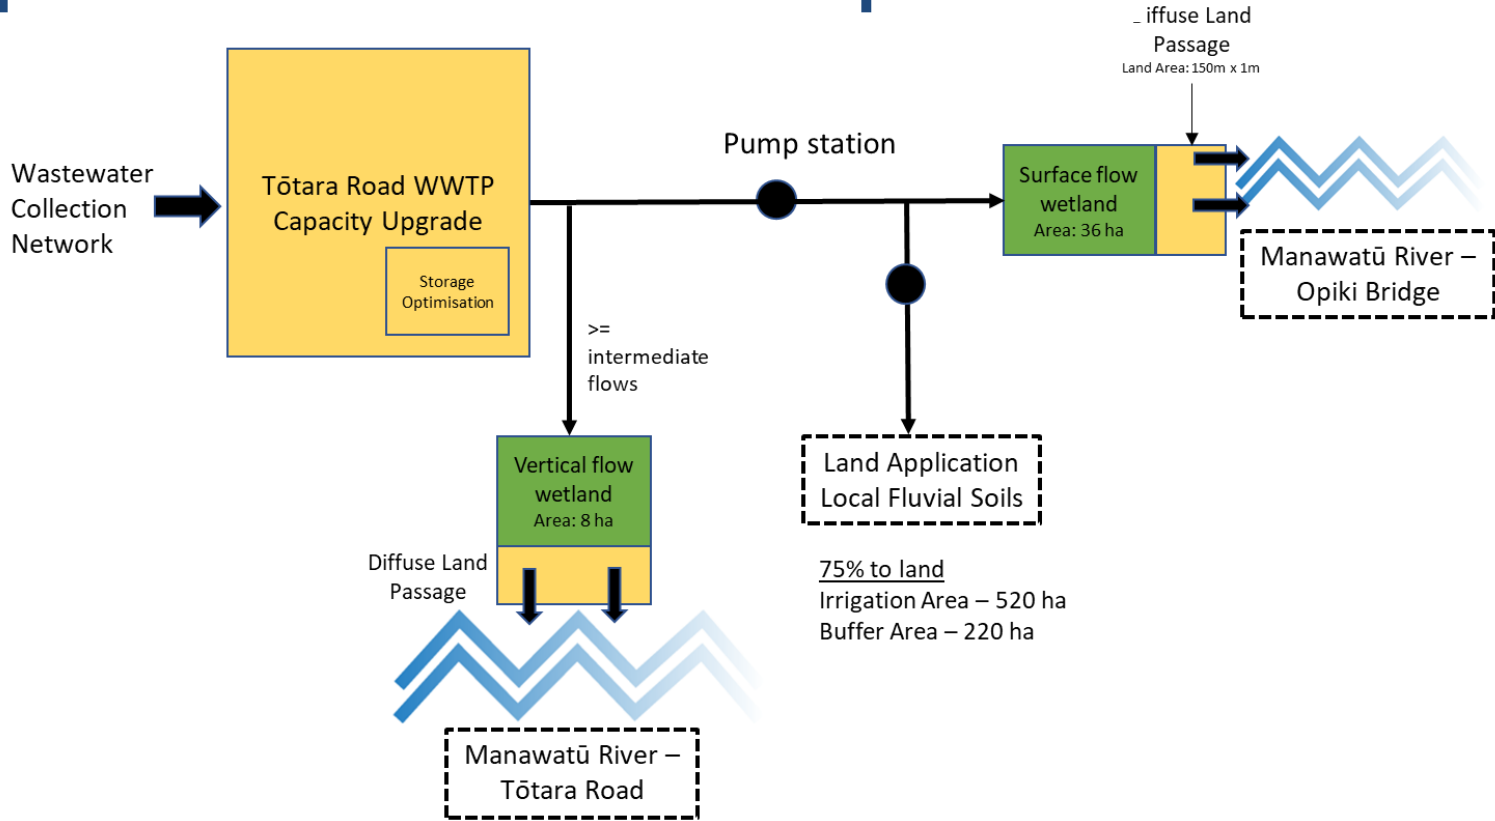 iffuse Land
Passage
Land Area: 150m x 1m
Pump station
Wastewater
Collection
Network
Tōtara Road WWTP
Capacity Upgrade
Storage
Optimisation
Surface flow
wetland
Area: 36 ha
Manawatū River –
Opiki Bridge
>=
intermediate
flows
Vertical flow
wetland
Area: 8 ha
Land Application
Local Fluvial Soils
Diffuse Land
Passage
75% to land
Irrigation Area – 520 ha
Buffer Area – 220 ha
Manawatū River –
Tōtara Road